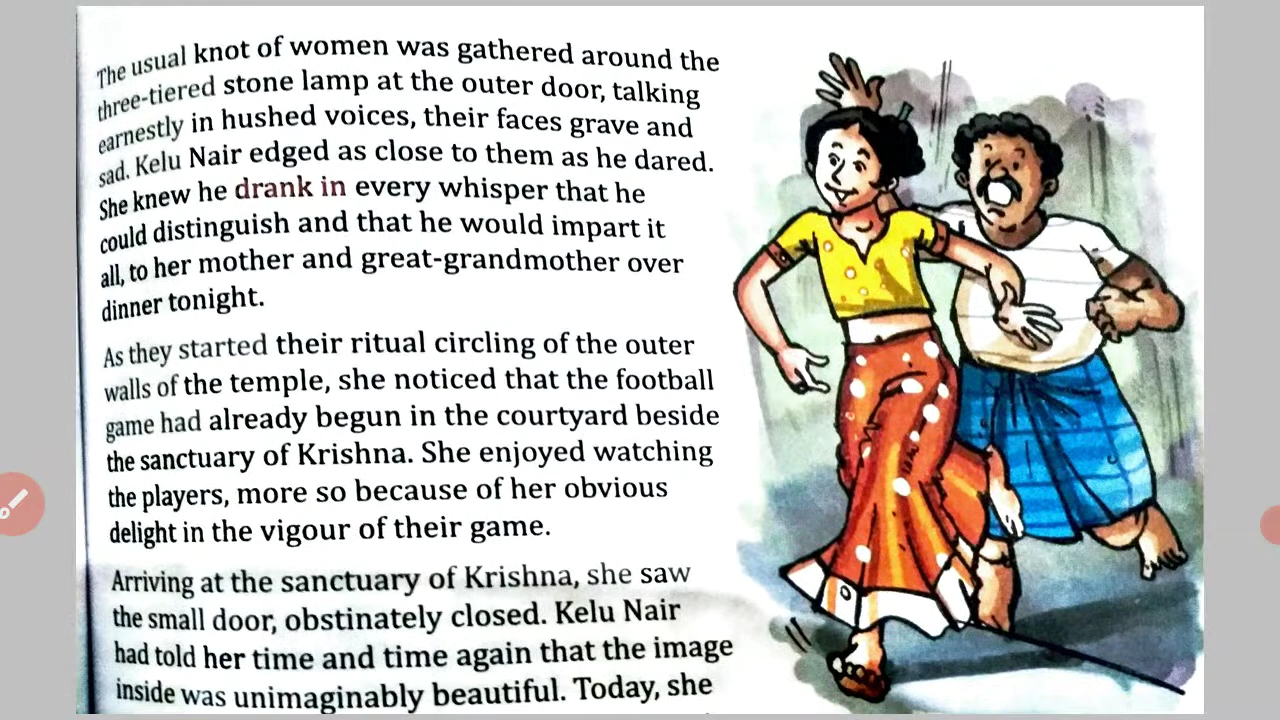 The usual knot of women was gathered around the
three-tiered stone lamp at the outer door, talking
earnestly in hushed voices, their faces grave and
sad. Kelu Nair edged as close to them as he dared.
She knew he drank in every whisper that he
could distinguish and that he would impart it
all, to her mother and great-grandmother over
dinner tonight.
As they started their ritual circling of the outer
walls of the temple, she noticed that the football
game had already begun in the courtyard beside
the sanctuary of Krishna. She enjoyed watching
the players, more so because of her obvious
delight in the vigour of their game.
Arriving at the sanctuary of Krishna, she saw
the small door, obstinately closed. Kelu Nair
had told her time and time again that the image
inside was unimaginably beautiful. Today, she